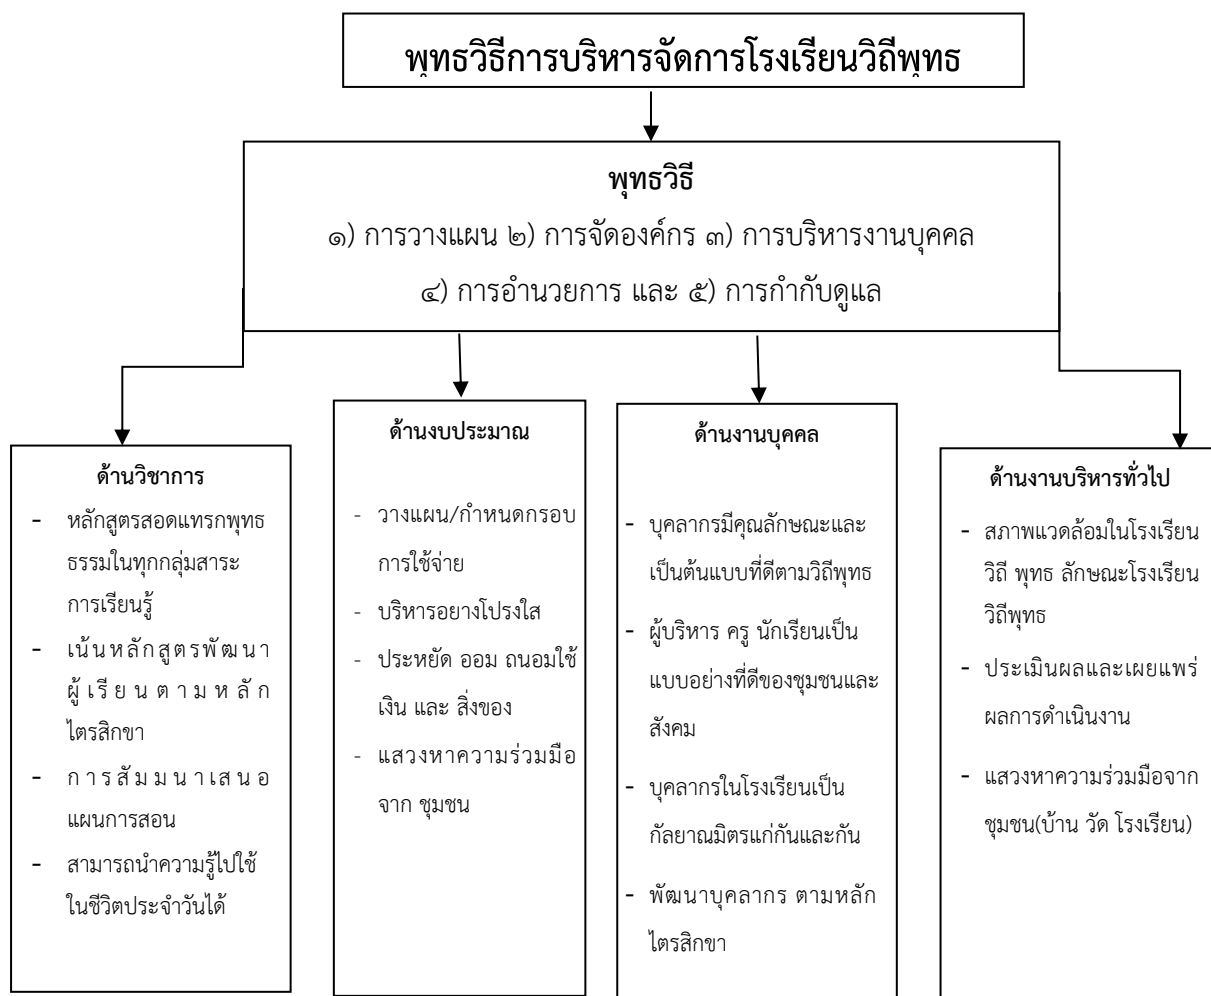 พุทธวิธีการบริหารจัดการโรงเรียนวิถีพุทธ
พุทธวิธี
๑) การวางแผน ๒) การจัดองค์กร ๓) การบริหารงานบุคคล
๔) การอำนวยการ และ ๕) การกำกับดูแล
ด้านวิชาการ
- หลักสูตรสอดแทรกพุทธ
ธรรมในทุกกลุ่มสาระ
การเรียนรู้
- เน้นหลักสูตรพัฒนา
ผู้เรียนตามหลัก
ไตรสิกขา
- การสัมมนาเสนอ
แผนการสอน
- สามารถนำความรู้ไปใช้
ในชีวิตประจำวันได้
ด้านงบประมาณ
- วางแผน/กำหนดกรอบ
การใช้จ่าย
- บริหารอยางโปรงใส
- ประหยัด ออม ถนอมใช้
เงิน และ สิ่งของ
- แสวงหาความร่วมมือ
จาก ชุมชน
ด้านงานบุคคล
- บุคลากรมีคุณลักษณะและ
เป็นต้นแบบที่ดีตามวิถีพุทธ
- ผู้บริหาร ครู นักเรียนเป็น
แบบอย่างที่ดีของชุมชนและ
สังคม
- บุคลากรในโรงเรียนเป็น
กัลยาณมิตรแก่กันและกัน
- พัฒนาบุคลากร ตามหลัก
ไตรสิกขา
ด้านงานบริหารทั่วไป
- สภาพแวดล้อมในโรงเรียน
วิถี พุทธ ลักษณะโรงเรียน
วิถีพุทธ
- ประเมินผลและเผยแพร่
ผลการดำเนินงาน
- แสวงหาความร่วมมือจาก
ชุมชน(บ้าน วัด โรงเรียน)